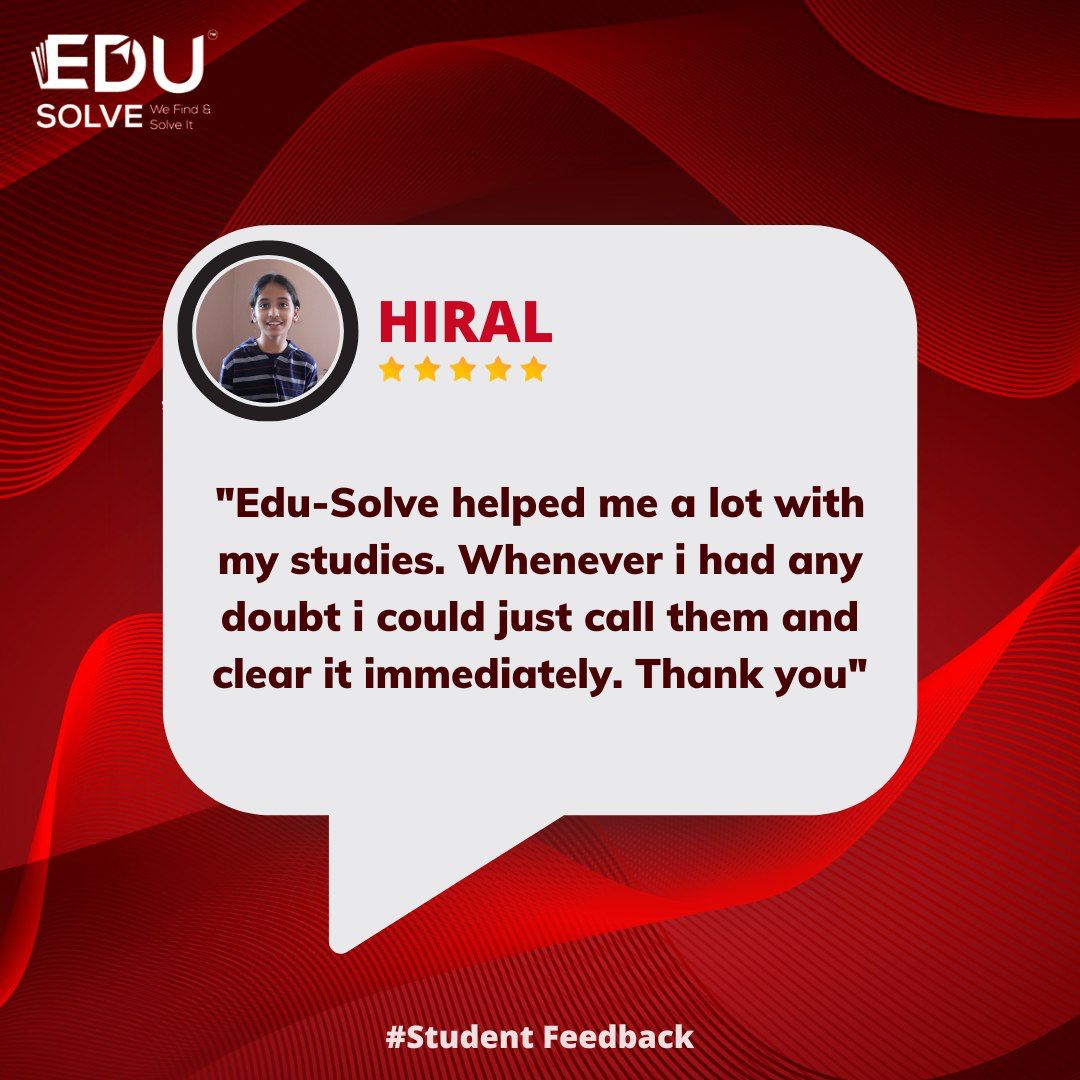 EDU™
SOLVE We Find &
Solve It
HIRAL
"Edu-Solve helped me a lot with
my studies. Whenever i had any
doubt i could just call them and
clear it immediately. Thank you"
#Student Feedback